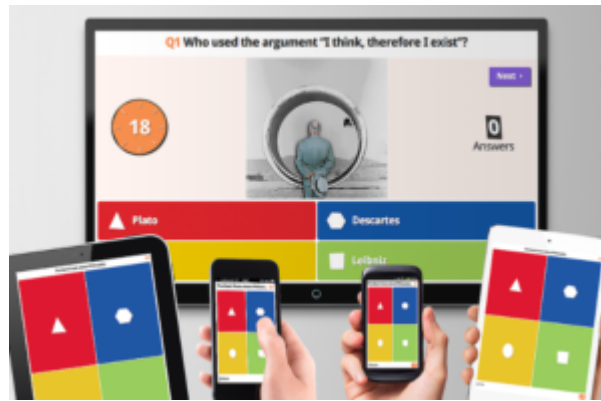 Q1 Who used the argument "I think, therefore I exist"?
Next ›
18
0
Answers
Plato
Descartes
Leibniz